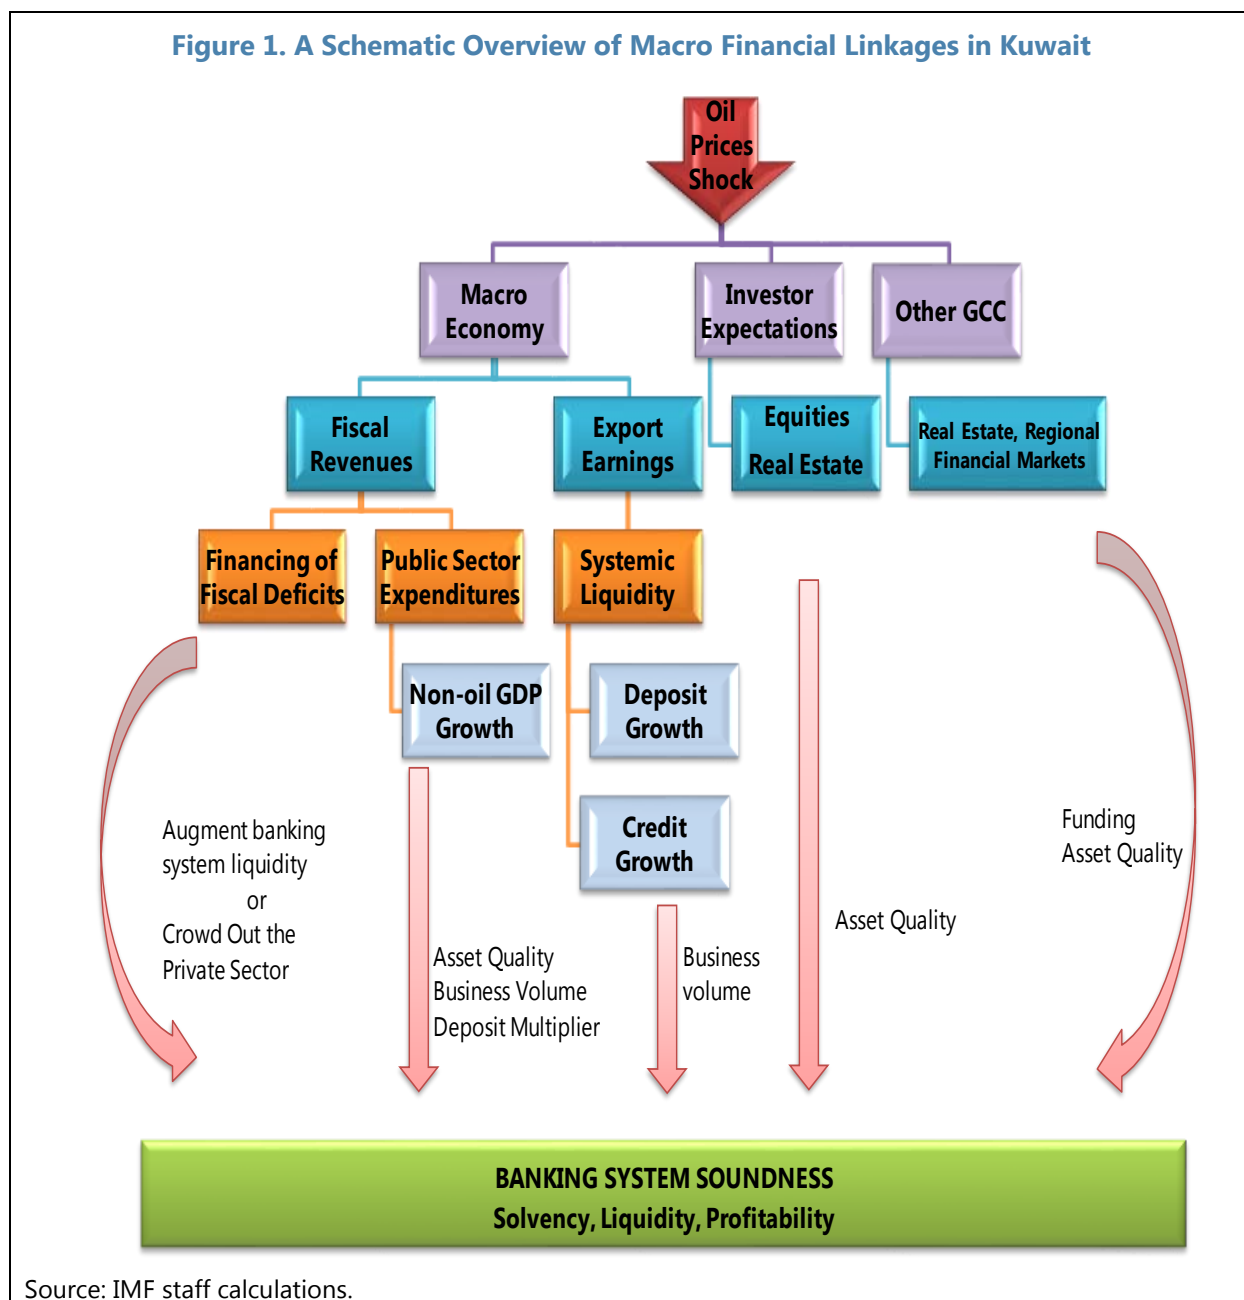 Figure 1. A Schematic Overview of Macro Financial Linkages in Kuwait
Oil
Prices
Shock
Macro
Economy
Investor
Expectations
Other GCC
Fiscal
Revenues
Export
Earnings
Equities
Real Estate
Real Estate, Regional
Financial Markets
Financing of
Fiscal Deficits
Public Sector
Expenditures
Systemic
Liquidity
Non-oil GDP
Growth
Deposit
Growth
Credit
Growth
Augment banking
system liquidity
or
Crowd Out the
Private Sector
Asset Quality
Business Volume
Deposit Multiplier
Business
volume
Asset Quality
Funding
Asset Quality
BANKING SYSTEM SOUNDNESS
Solvency, Liquidity, Profitability
Source: IMF staff calculations.